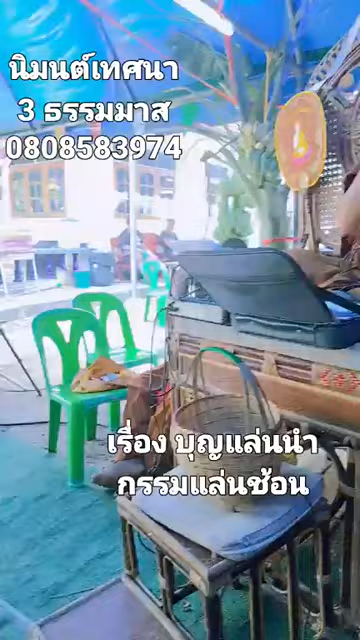 นิมนต์เทศนา
3 ธรรมมาส
0808583974
เรื่อง บุญแล่นนำ
กรรมแล่นซ้อน